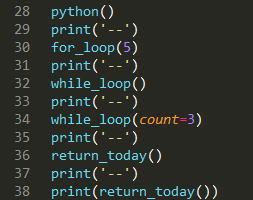 28 python()
29 print('--')
30 for_loop(5)
31 print('--')
32 while_loop()
33 print('--')
34 while_loop(count=3)
35 print('--')
36 return_today()
37 print('--')
38 print(return_today())